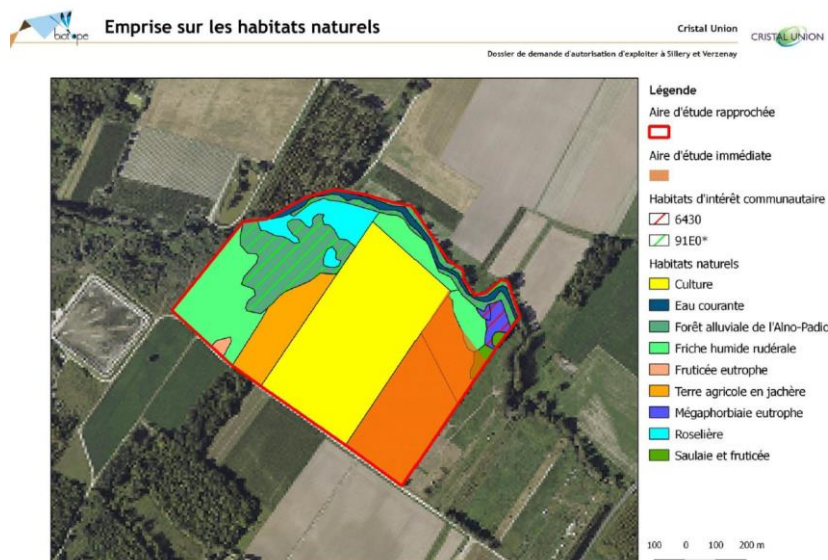 biotope
Emprise sur les habitats naturels
Cristal Union
CRISTAL UNION
Dossier de demande d'autorisation d'exploiter à Sillery et Verzenay
Légende
Aire d'étude rapprochée
Aire d'étude immédiate
Habitats d'intérêt communautaire
6430
91E0*
Habitats naturels
Culture
Eau courante
Forêt alluviale de l'Alno-Padio
Friche humide rudérale
Fruticée eutrophe
Terre agricole en jachère
Mégaphorbiaie eutrophe
Roselière
Saulaie et fruticée
100 0 100 200 m